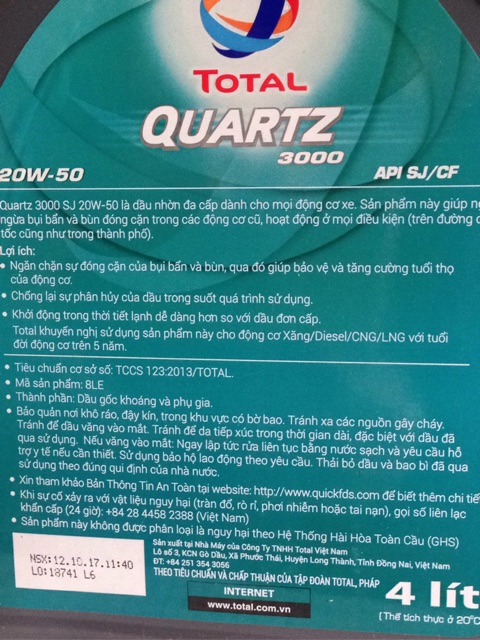 TOTAL
QUARTZ
3000
20W-50
API SJ/CF
Quartz 3000 SJ 20W-50 là dầu nhờn đa cấp dành cho mọi động cơ xe. Sản phẩm này giúp
ngừa bụi bẩn và bùn đóng cặn trong các động cơ cũ, hoạt động ở mọi điều kiện (trên đường
tốc cũng như trong thành phố).
Lợi ích:
• Ngăn chặn sự đóng cặn của bụi bẩn và bùn, qua đó giúp bảo vệ và tăng cường tuổi thọ
của động cơ.
• Chống lại sự phân hủy của dầu trong suốt quá trình sử dụng.
• Khởi động trong thời tiết lạnh dễ dàng hơn so với dầu đơn cấp.
Total khuyến nghị sử dụng sản phẩm này cho động cơ Xăng/Diesel/CNG/LNG với tuổi
đời động cơ trên 5 năm.
• Tiêu chuẩn cơ sở số: TCCS 123:2013/TOTAL.
• Mã sản phẩm: 8LE
• Thành phần: Dầu gốc khoáng và phụ gia.
• Bảo quản nơi khô ráo, đậy kín, trong khu vực có bờ bao. Tránh xa các nguồn gây cháy.
Tránh để dầu văng vào mắt. Tránh để da tiếp xúc trong thời gian dài, đặc biệt với dầu đã
qua sử dụng. Nếu văng vào mắt: Ngay lập tức rửa liên tục bằng nước sạch và yêu cầu hỗ
trợ y tế nếu cần thiết. Sử dụng bảo hộ lao động theo yêu cầu. Thải bỏ dầu và bao bì đã qua
sử dụng theo đúng qui định của nhà nước.
• Xin tham khảo Bản Thông Tin An Toàn tại website: http://www.quickfds.com để biết thêm chi
• Khi sự cố xảy ra với vật liệu nguy hại (tràn đổ, rò rỉ, phơi nhiễm hoặc tai nạn), gọi số liên lạc
khẩn cấp (24 giờ): +84 28 4458 2388 (Việt Nam)
• Sản phẩm này không được phân loại là nguy hại theo Hệ Thống Hài Hòa Toàn Cầu (GHS)
Sản xuất tại Nhà Máy của Công Ty TNHH Total Việt Nam
Lô số 3, KCN Gò Dầu, Xã Phước Thái, Huyện Long Thành, Tỉnh Đồng Nai, Việt Nam
ĐT: +84 251 354 3056
THEO TIÊU CHUẨN VÀ CHẤP THUẬN CỦA TẬP ĐOÀN TOTAL, PHÁP
NSX:12.10.17.11:40
LO:18741 L6
INTERNET
www.total.com.vn
4 lít
(Thể tích thực ở 20°C